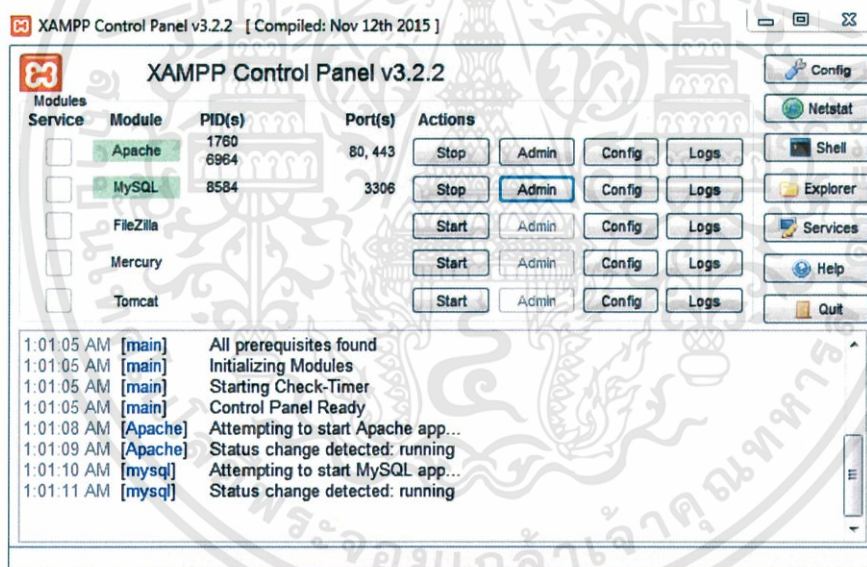 XAMPP Control Panel v3.2.2 [ Compiled: Nov 12th 2015 ]
XAMPP Control Panel v3.2.2
Config
Modules
Service Module PID(s) Port(s) Actions
Netstat
Apache 1760 6964 80, 443 Stop Admin Config Logs
Shell
MySQL 8584 3306 Stop Admin Config Logs
Explorer
FileZilla Start Admin Config Logs
Services
Mercury Start Admin Config Logs
Help
Tomcat Start Admin Config Logs
Quit
1:01:05 AM [main] All prerequisites found
1:01:05 AM [main] Initializing Modules
1:01:05 AM [main] Starting Check-Timer
1:01:05 AM [main] Control Panel Ready
1:01:08 AM [Apache] Attempting to start Apache app...
1:01:09 AM [Apache] Status change detected: running
1:01:10 AM [mysql] Attempting to start MySQL app...
1:01:11 AM [mysql] Status change detected: running